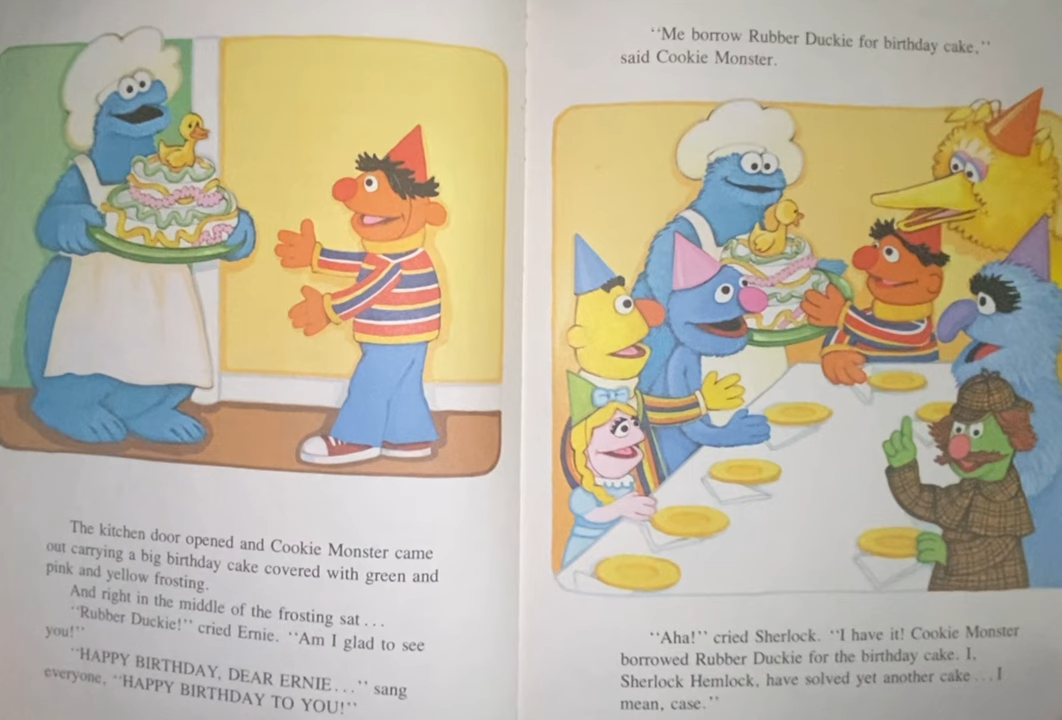 The kitchen door opened and Cookie Monster came
out carrying a big birthday cake covered with green and
pink and yellow frosting.
And right in the middle of the frosting sat . . .
“Rubber Duckie!” cried Ernie. “Am I glad to see
you!”
“HAPPY BIRTHDAY, DEAR ERNIE . . .” sang
everyone, “HAPPY BIRTHDAY TO YOU!”
“Me borrow Rubber Duckie for birthday cake,”
said Cookie Monster.
“Aha!” cried Sherlock. “I have it! Cookie Monster
borrowed Rubber Duckie for the birthday cake. I,
Sherlock Hemlock, have solved yet another cake . . . I
mean, case.”